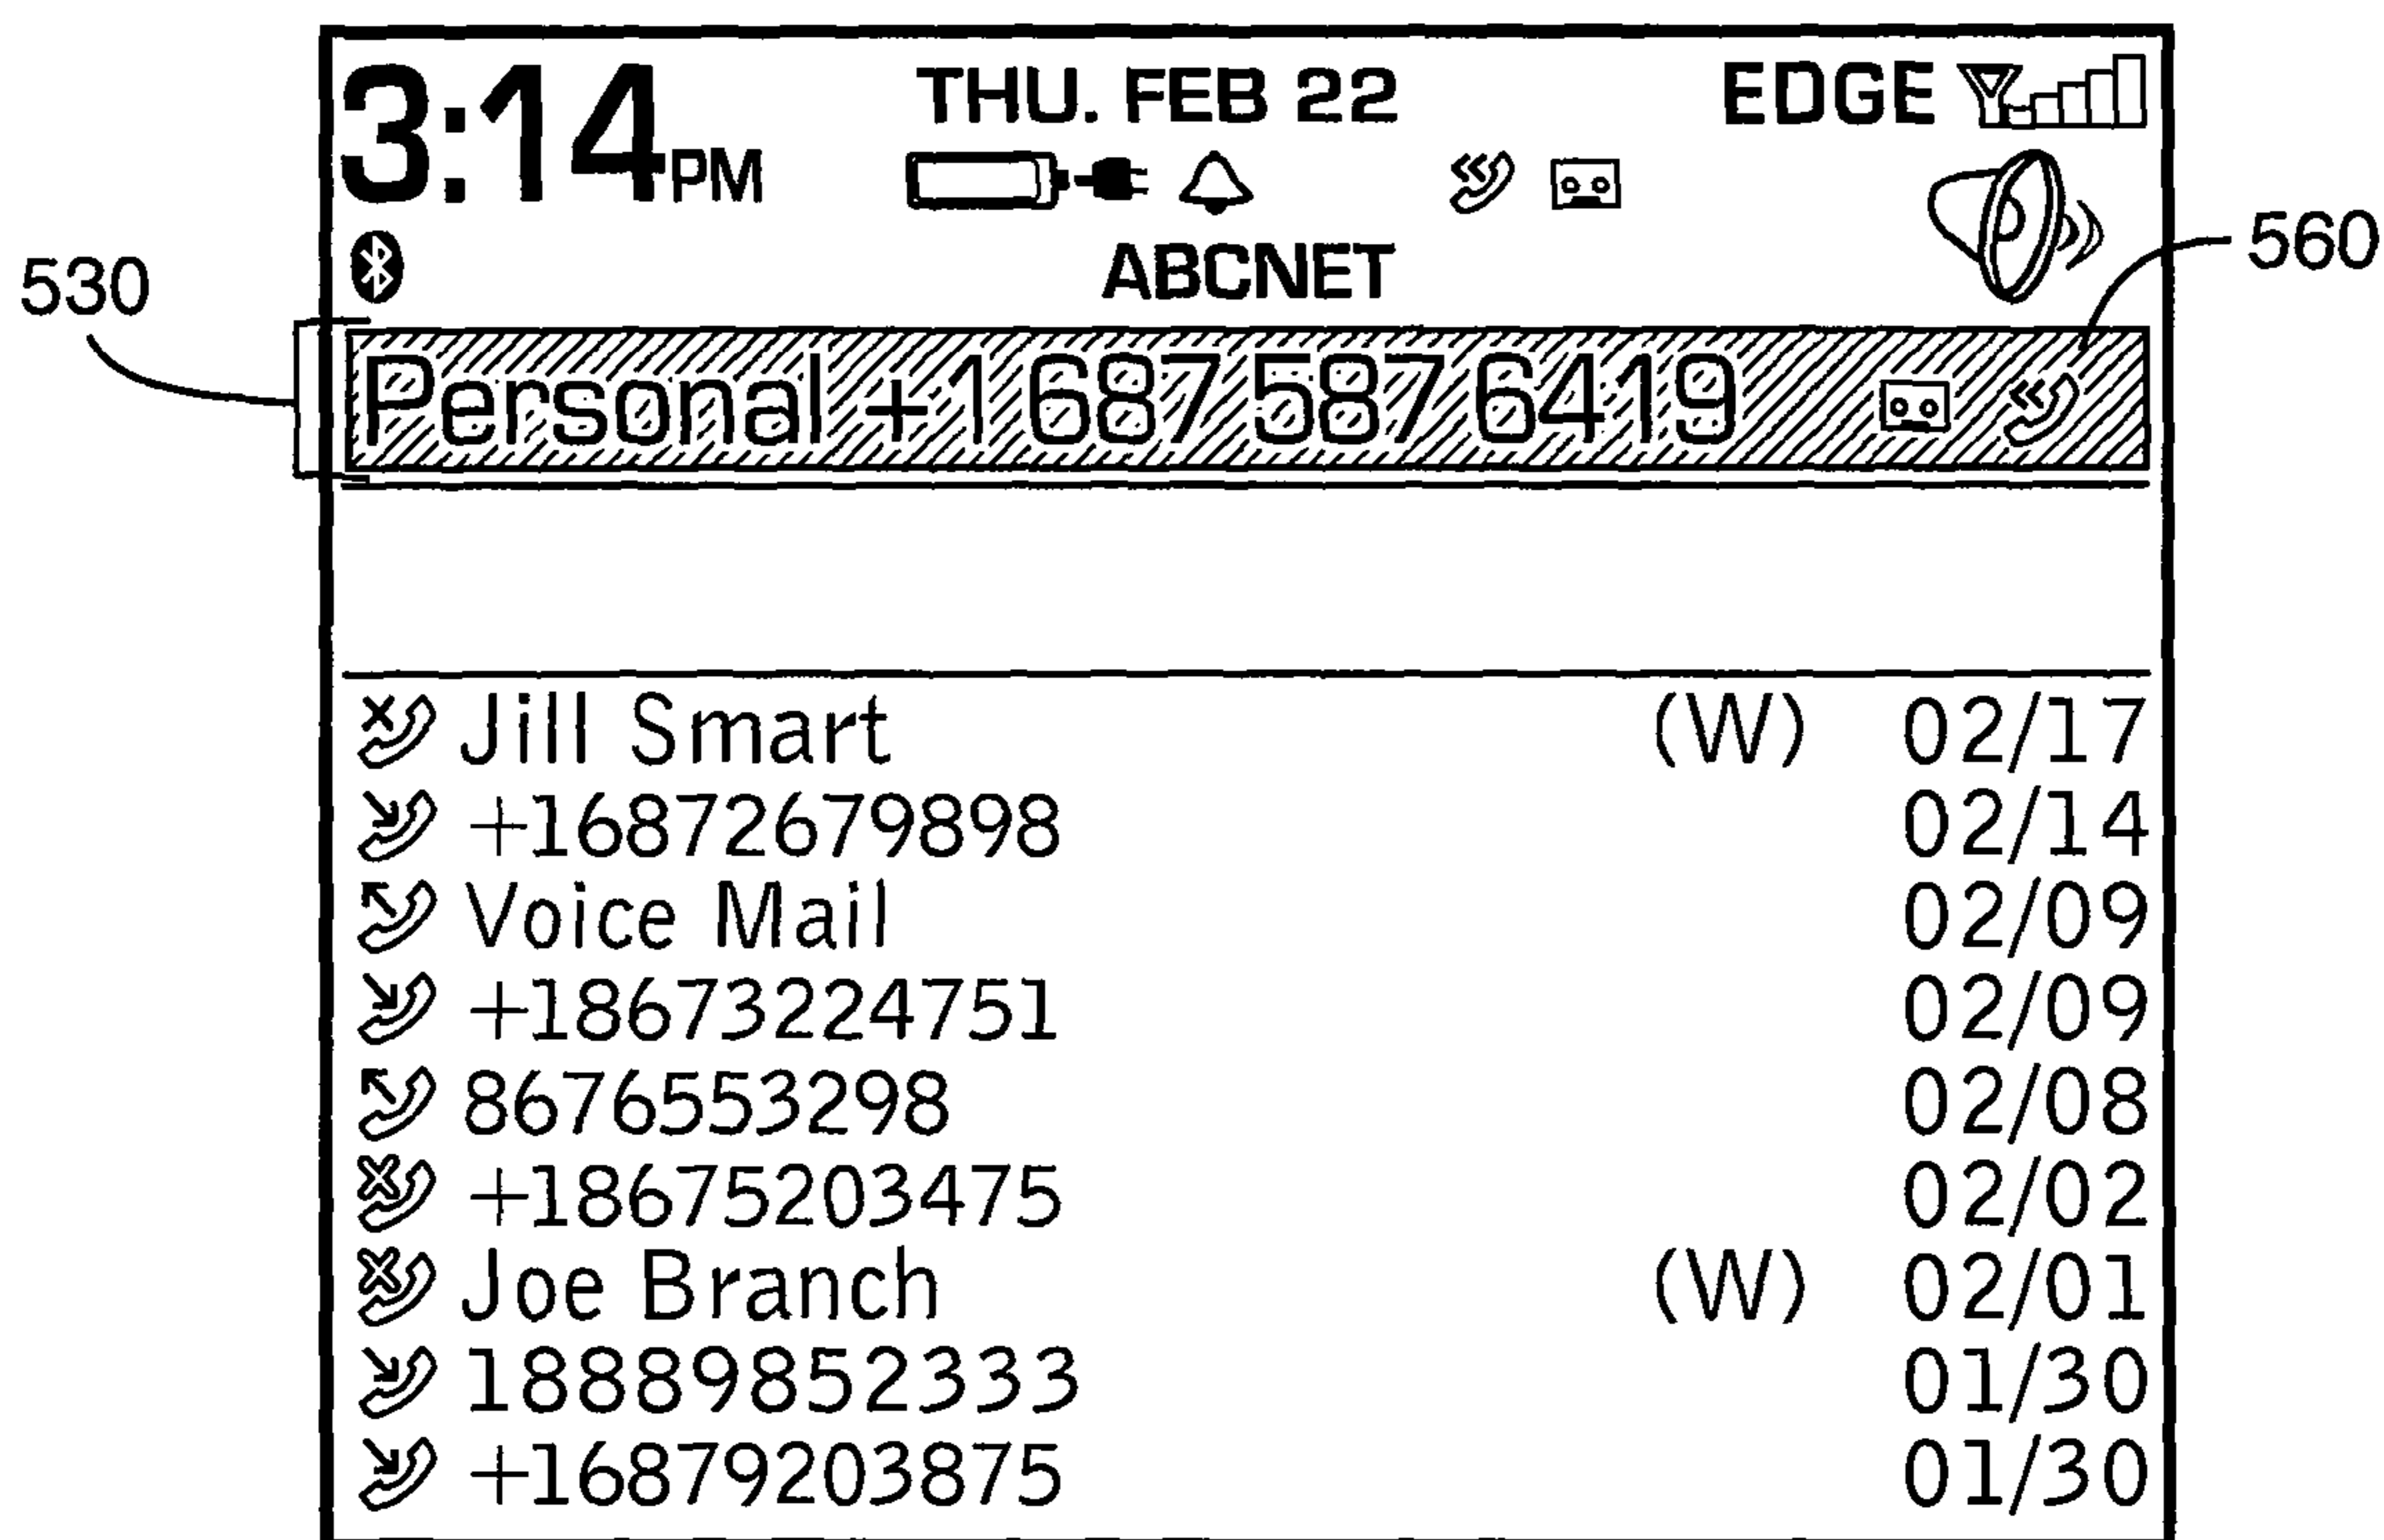 3:14PM THU. FEB 22 EDGE
ABCNET
530
560
Personal +1 687 587 6419
Jill Smart (W) 02/17
+16872679898 02/14
Voice Mail 02/09
+18673224751 02/09
8676553298 02/08
+18675203475 02/02
Joe Branch (W) 02/01
18889852333 01/30
+16879203875 01/30